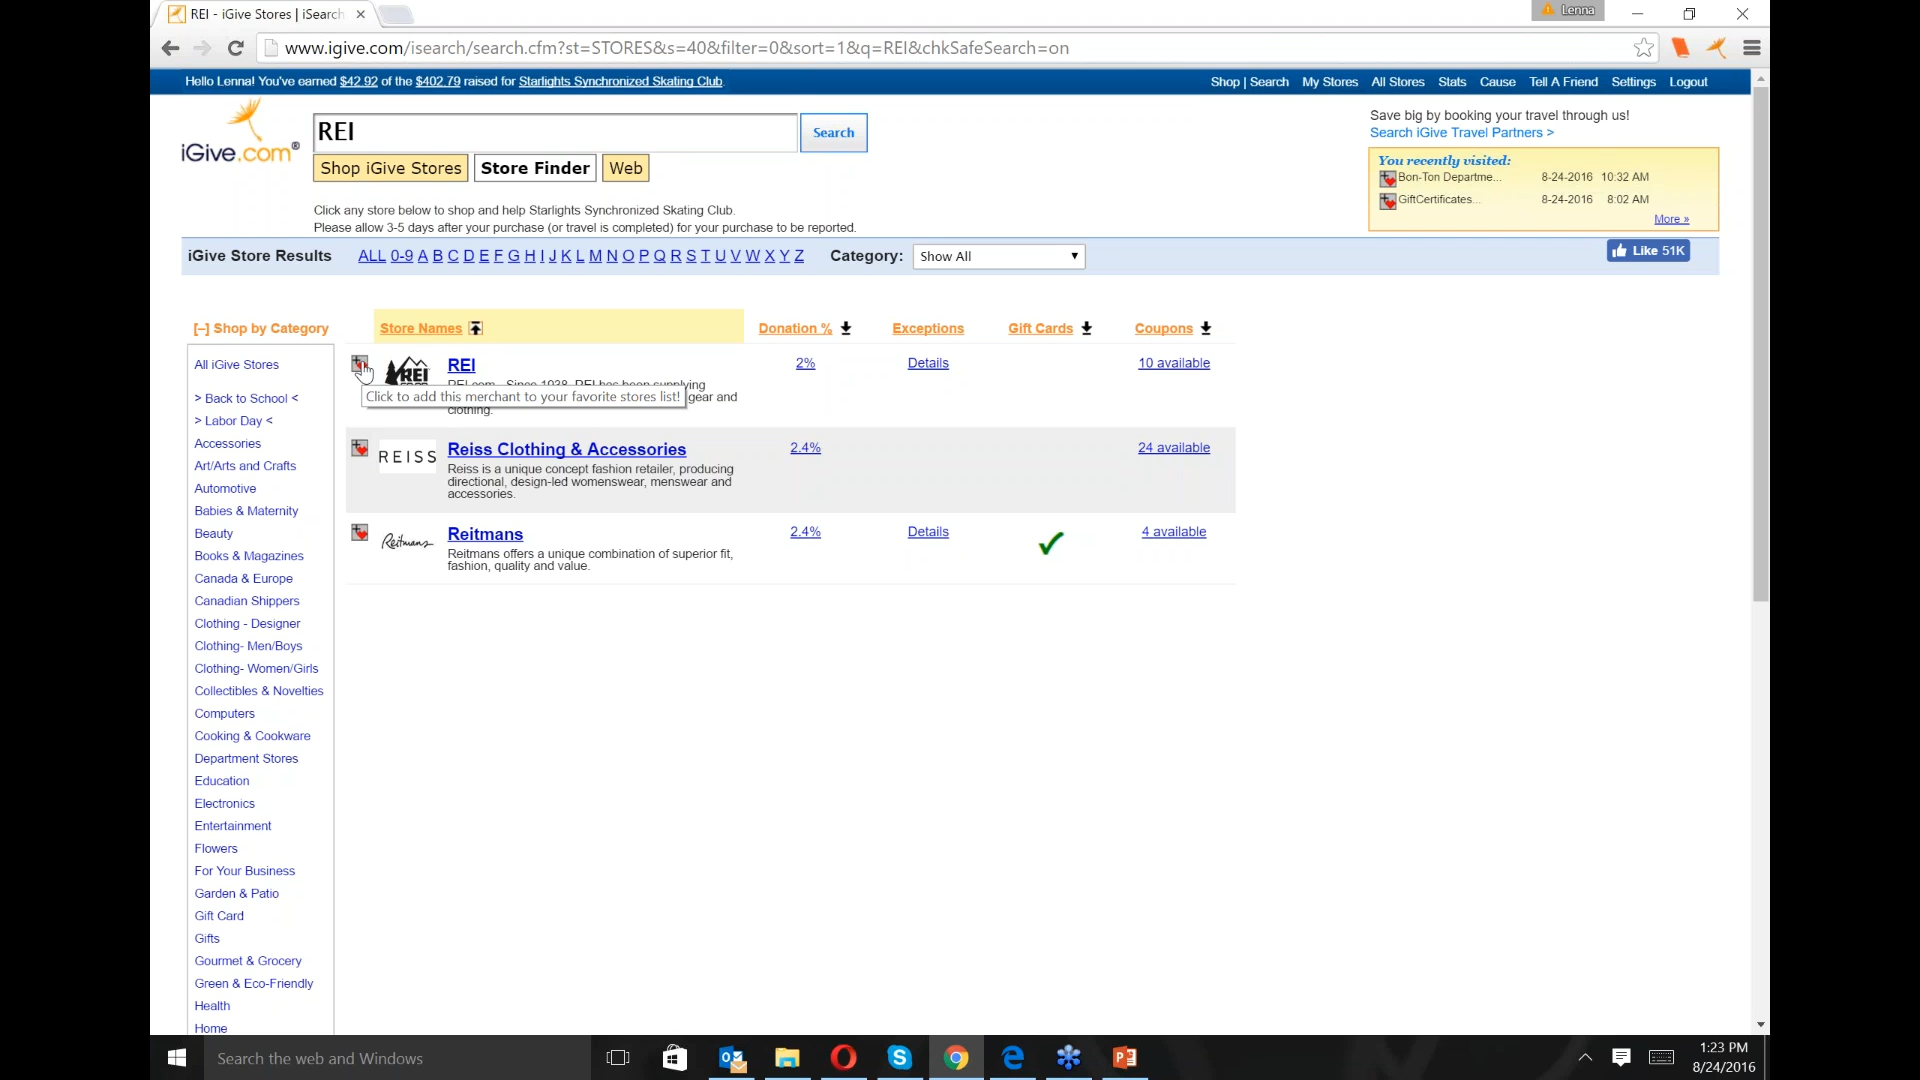 REI - iGive Stores | iSearch
Lenna
www.igive.com/isearch/search.cfm?st=STORES&s=40&filter=0&sort=1&q=REI&chkSafeSearch=on
Hello Lenna! You've earned $42.92 of the $402.79 raised for Starlights Synchronized Skating Club.
Shop | Search My Stores All Stores Stats Cause Tell A Friend Settings Logout
iGive.com®
REI
Search
Shop iGive Stores Store Finder Web
Save big by booking your travel through us!
Search iGive Travel Partners >
You recently visited:
Bon-Ton Departme... 8-24-2016 10:32 AM
GiftCertificates... 8-24-2016 8:02 AM
More »
Click any store below to shop and help Starlights Synchronized Skating Club.
Please allow 3-5 days after your purchase (or travel is completed) for your purchase to be reported.
iGive Store Results ALL 0-9 A B C D E F G H I J K L M N O P Q R S T U V W X Y Z Category: Show All
Like 51K
[–] Shop by Category
Store Names Donation % Exceptions Gift Cards Coupons
REI
REI 2% Details 10 available
REI.com - Since 1938, REI has been supplying
Click to add this merchant to your favorite stores list! gear and
clothing.
REISS
Reiss Clothing & Accessories 2.4% 24 available
Reiss is a unique concept fashion retailer, producing
directional, design-led womenswear, menswear and
accessories.
Reitmans
Reitmans 2.4% Details 4 available
Reitmans offers a unique combination of superior fit,
fashion, quality and value.
All iGive Stores
> Back to School <
> Labor Day <
Accessories
Art/Arts and Crafts
Automotive
Babies & Maternity
Beauty
Books & Magazines
Canada & Europe
Canadian Shippers
Clothing - Designer
Clothing- Men/Boys
Clothing- Women/Girls
Collectibles & Novelties
Computers
Cooking & Cookware
Department Stores
Education
Electronics
Entertainment
Flowers
For Your Business
Garden & Patio
Gift Card
Gifts
Gourmet & Grocery
Green & Eco-Friendly
Health
Home
Search the web and Windows
1:23 PM
8/24/2016